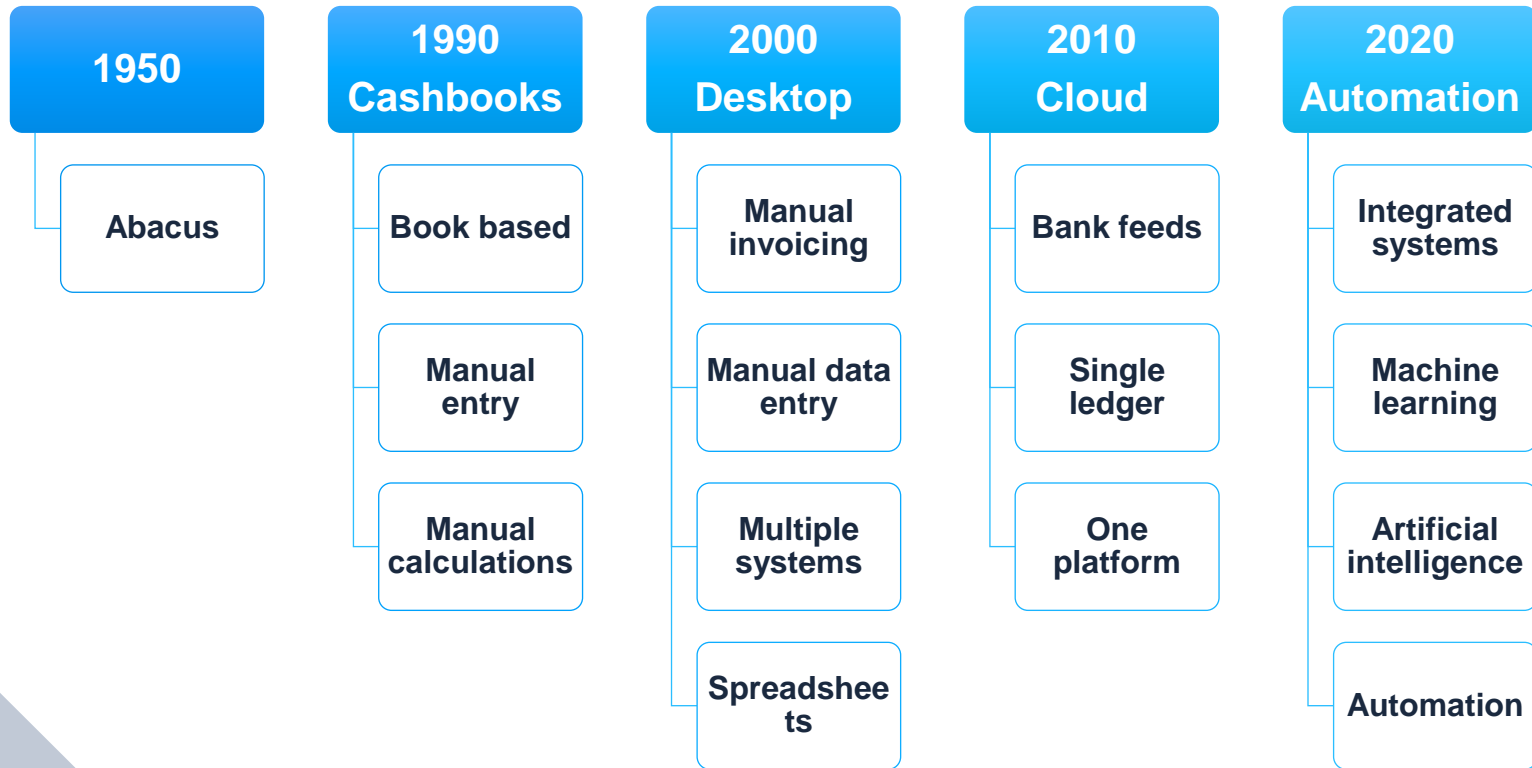 1950
Abacus
1990
Cashbooks
Book based
Manual
entry
Manual
calculations
2000
Desktop
Manual
invoicing
Manual data
entry
Multiple
systems
Spreadshee
ts
2010
Cloud
Bank feeds
Single
ledger
One
platform
2020
Automation
Integrated
systems
Machine
learning
Artificial
intelligence
Automation